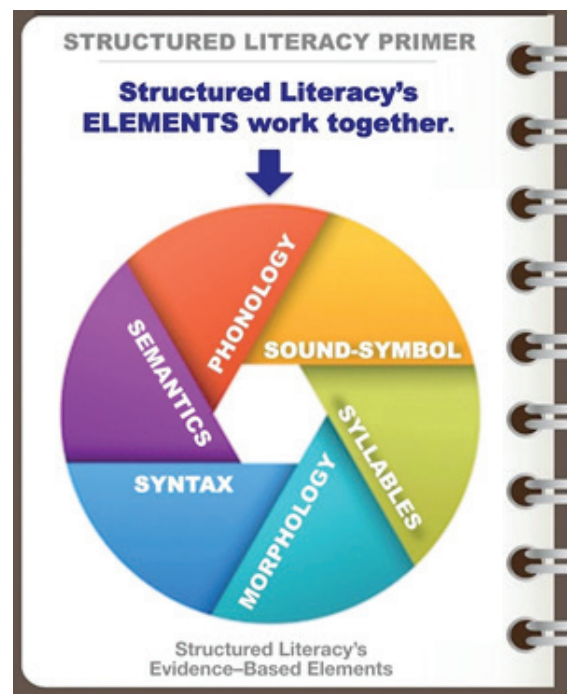 STRUCTURED LITERACY PRIMER
Structured Literacy's
ELEMENTS work together.
PHONOLOGY
SOUND-SYMBOL
SYLLABLES
MORPHOLOGY
SYNTAX
SEMANTICS
Structured Literacy's
Evidence–Based Elements